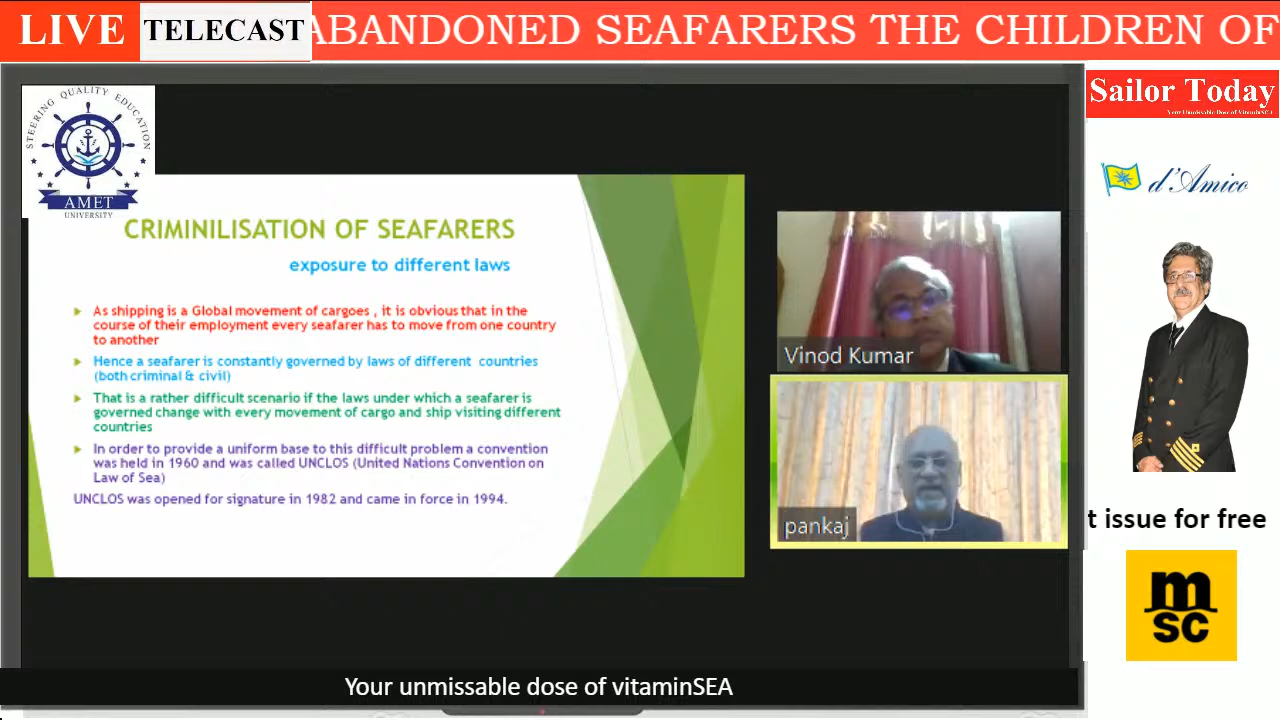 LIVE TELECAST ABANDONED SEAFARERS THE CHILDREN OF
Sailor Today
Your Unmissable Dose of VitaminSEA
STEERING QUALITY EDUCATION
AMET
UNIVERSITY
d'Amico
CRIMINILISATION OF SEAFARERS
exposure to different laws
As shipping is a Global movement of cargoes , it is obvious that in the
course of their employment every seafarer has to move from one country
to another
Hence a seafarer is constantly governed by laws of different countries
(both criminal & civil)
That is a rather difficult scenario if the laws under which a seafarer is
governed change with every movement of cargo and ship visiting different
countries
In order to provide a uniform base to this difficult problem a convention
was held in 1960 and was called UNCLOS (United Nations Convention on
Law of Sea)
UNCLOS was opened for signature in 1982 and came in force in 1994.
Vinod Kumar
pankaj
t issue for free
msc
Your unmissable dose of vitaminSEA